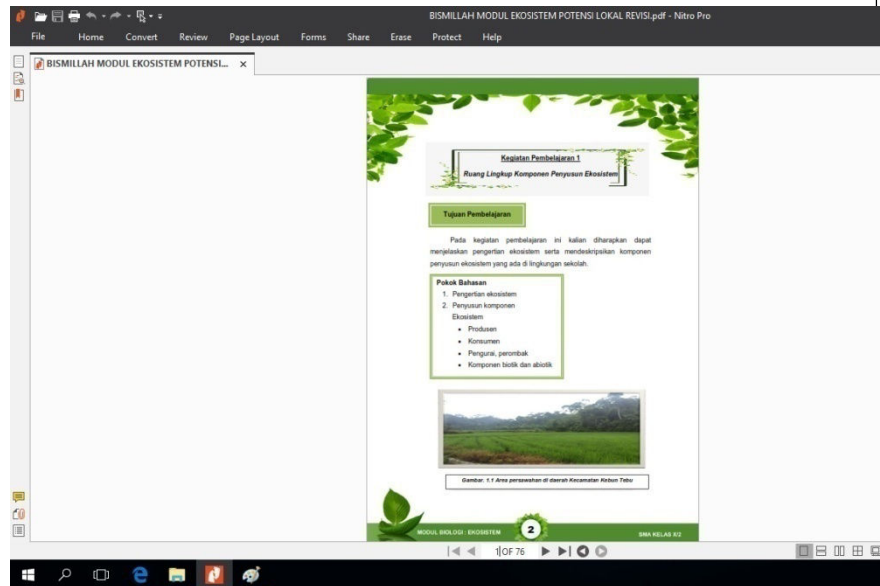 BISMILLAH MODUL EKOSISTEM POTENSI LOKAL REVISI.pdf - Nitro Pro
File Home Convert Review Page Layout Forms Share Erase Protect Help
BISMILLAH MODUL EKOSISTEM POTENSI... x
Kegiatan Pembelajaran 1
Ruang Lingkup Komponen Penyusun Ekosistem
Tujuan Pembelajaran
Pada kegiatan pembelajaran ini kalian diharapkan dapat
menjelaskan pengertian ekosistem serta mendeskripsikan komponen
penyusun ekosistem yang ada di lingkungan sekolah.
Pokok Bahasan
1. Pengertian ekosistem
2. Penyusun komponen
Ekosistem
• Produsen
• Konsumen
• Pengurai, perombak
• Komponen biotik dan abiotik
Gambar: 1.1 Area persawahan di daerah Kecamatan Kebun Tebu
MODUL BIOLOGI : EKOSISTEM 2 SMA KELAS X/2
1 OF 76